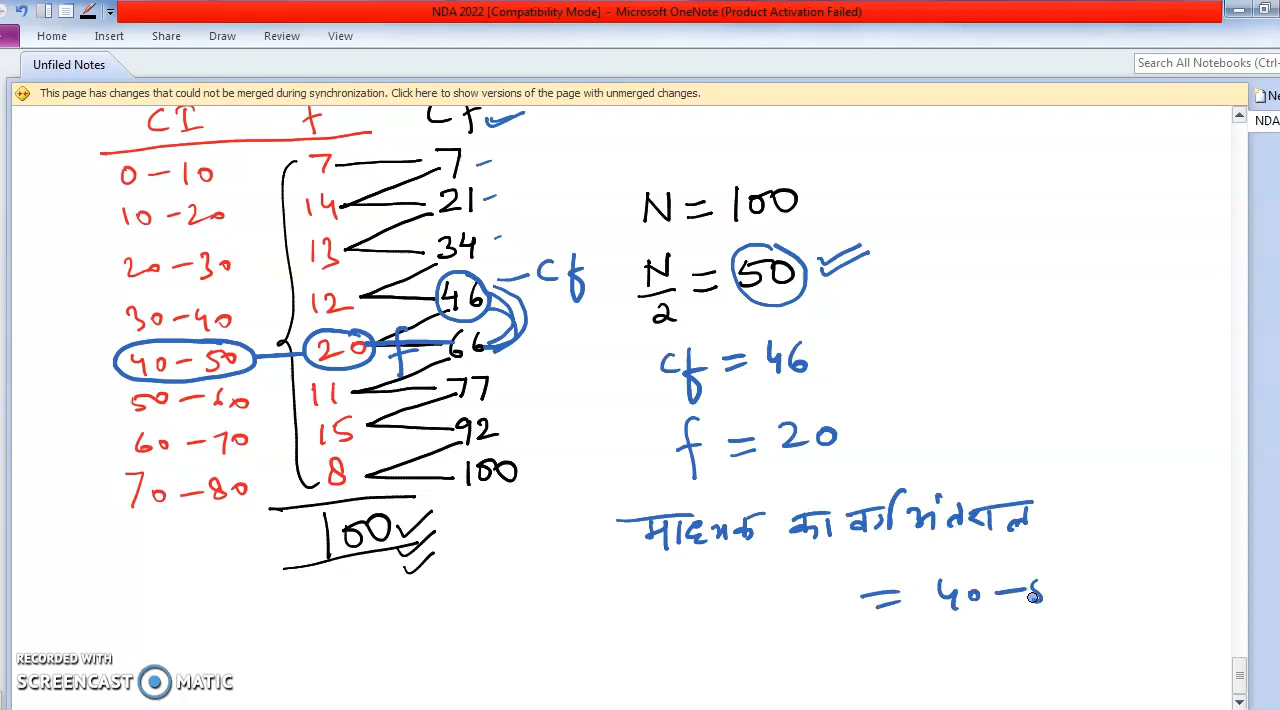 NDA 2022 [Compatibility Mode] - Microsoft OneNote (Product Activation Failed)
Home Insert Share Draw Review View
Unfiled Notes
Search All Notebooks (Ctrl+
This page has changes that could not be merged during synchronization. Click here to show versions of the page with unmerged changes.
Ne
NDA
CI f Cf
0-10 7 7
10-20 14 21
20-30 13 34
30-40 12 46 cf
40-50 20 f 66
50-60 11 77
60-70 15 92
70-80 8 100
100
N = 100
N/2 = 50
cf = 46
f = 20
माध्यक का वर्ग अंतराल
= 40 -
RECORDED WITH
SCREENCAST MATIC